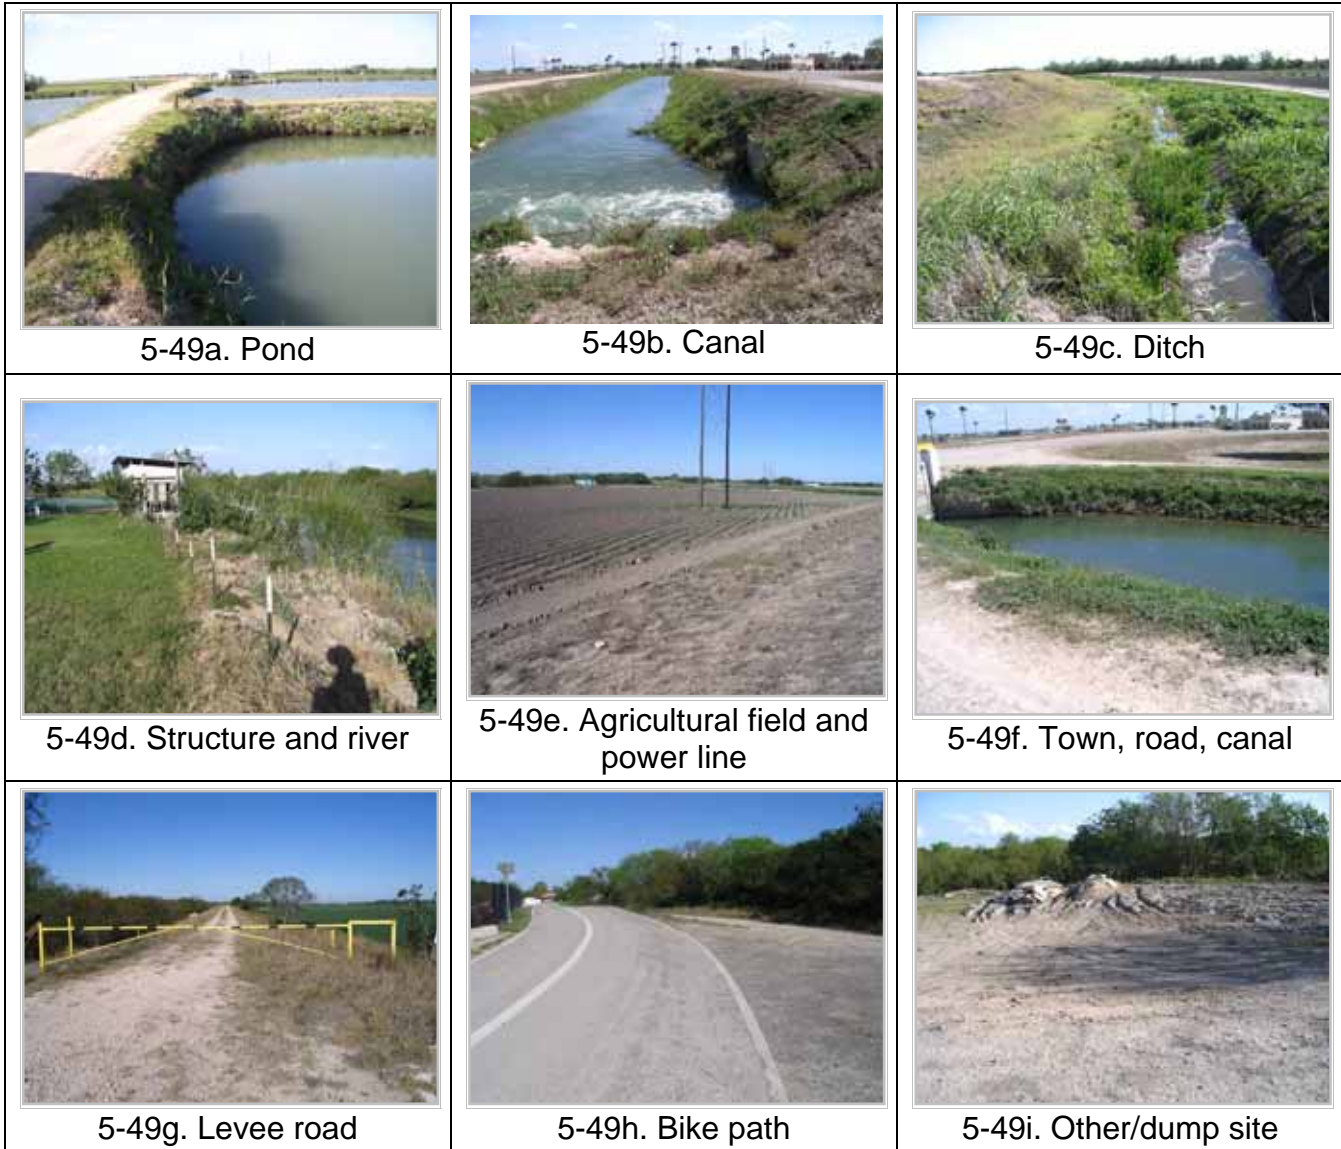 5-49a. Pond
5-49b. Canal
5-49c. Ditch
5-49d. Structure and river
5-49e. Agricultural field and
power line
5-49f. Town, road, canal
5-49g. Levee road
5-49h. Bike path
5-49i. Other/dump site